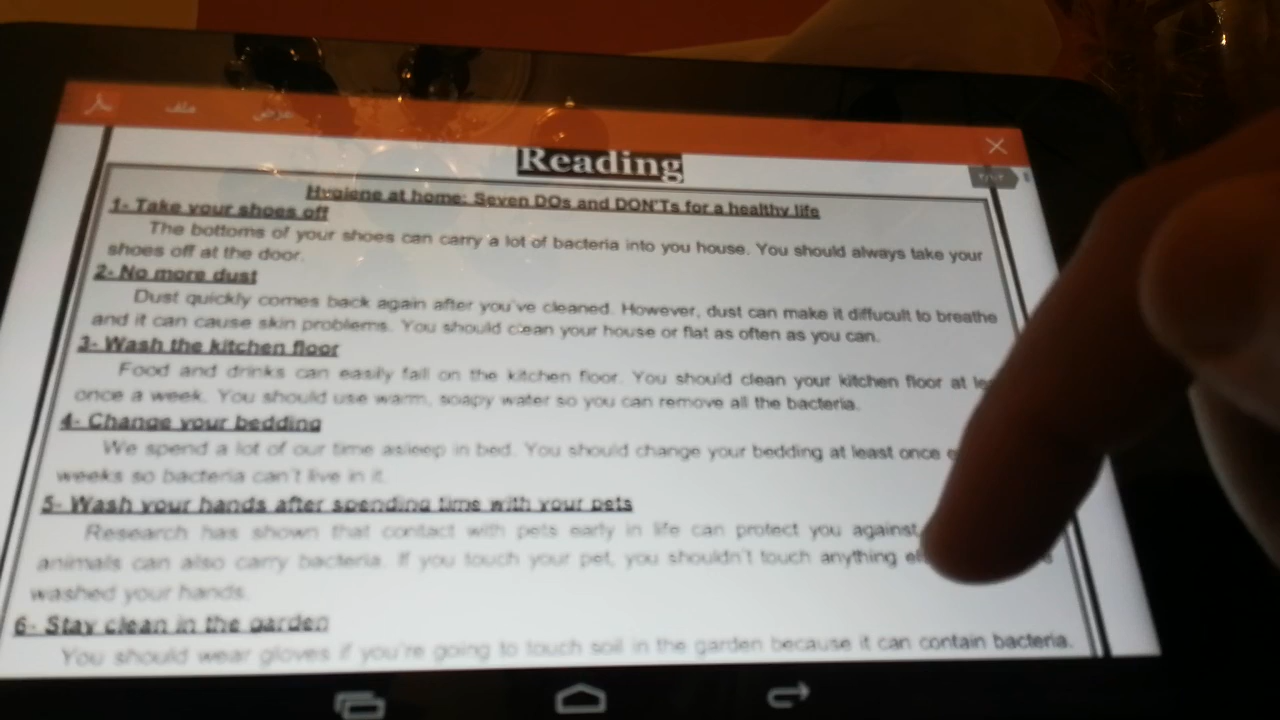 ملف عرض
Reading
Hygiene at home: Seven DOs and DON'Ts for a healthy life
1- Take your shoes off
The bottoms of your shoes can carry a lot of bacteria into you house. You should always take your
shoes off at the door.
2- No more dust
Dust quickly comes back again after you've cleaned. However, dust can make it diffucult to breathe
and it can cause skin problems. You should clean your house or flat as often as you can.
3- Wash the kitchen floor
Food and drinks can easily fall on the kitchen floor. You should clean your kitchen floor at
once a week. You should use warm, soapy water so you can remove all the bacteria.
4- Change your bedding
We spend a lot of our time asleep in bed. You should change your bedding at least once
weeks so bacteria can't live in it.
5- Wash your hands after spending time with your pets
Research has shown that contact with pets early in life can protect you against
animals can also carry bacteria. If you touch your pet, you shouldn't touch anything
washed your hands.
6- Stay clean in the garden
You should wear gloves if you're going to touch soil in the garden because it can contain bacteria.